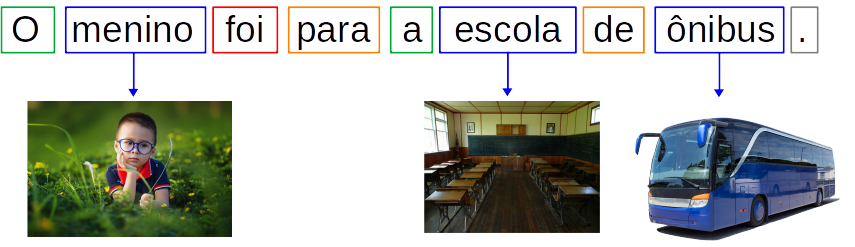 O menino foi para a escola de ônibus .